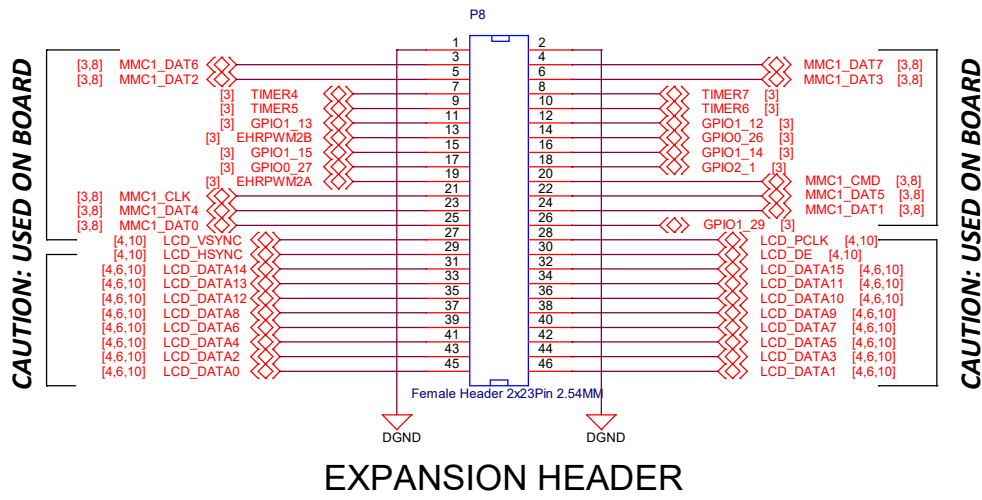 P8
1 2
3 4
[3,8] MMC1_DAT6 5 6 MMC1_DAT7 [3,8]
[3,8] MMC1_DAT2 7 8 MMC1_DAT3 [3,8]
[3] TIMER4 9 10 TIMER7 [3]
[3] TIMER5 11 12 TIMER6 [3]
[3] GPIO1_13 13 14 GPIO1_12 [3]
[3] EHRPWM2B 15 16 GPIO0_26 [3]
[3] GPIO1_15 17 18 GPIO1_14 [3]
[3] GPIO0_27 19 20 GPIO2_1 [3]
[3] EHRPWM2A 21 22 MMC1_CMD [3,8]
[3,8] MMC1_CLK 23 24 MMC1_DAT5 [3,8]
[3,8] MMC1_DAT4 25 26 MMC1_DAT1 [3,8]
[3,8] MMC1_DAT0 27 28 GPIO1_29 [3]
[4,10] LCD_VSYNC 29 30 LCD_PCLK [4,10]
[4,10] LCD_HSYNC 31 32 LCD_DE [4,10]
[4,6,10] LCD_DATA14 33 34 LCD_DATA15 [4,6,10]
[4,6,10] LCD_DATA13 35 36 LCD_DATA11 [4,6,10]
[4,6,10] LCD_DATA12 37 38 LCD_DATA10 [4,6,10]
[4,6,10] LCD_DATA8 39 40 LCD_DATA9 [4,6,10]
[4,6,10] LCD_DATA6 41 42 LCD_DATA7 [4,6,10]
[4,6,10] LCD_DATA4 43 44 LCD_DATA5 [4,6,10]
[4,6,10] LCD_DATA2 45 46 LCD_DATA3 [4,6,10]
[4,6,10] LCD_DATA0 LCD_DATA1 [4,6,10]
CAUTION: USED ON BOARD
CAUTION: USED ON BOARD
Female Header 2x23Pin 2.54MM
DGND DGND
EXPANSION HEADER